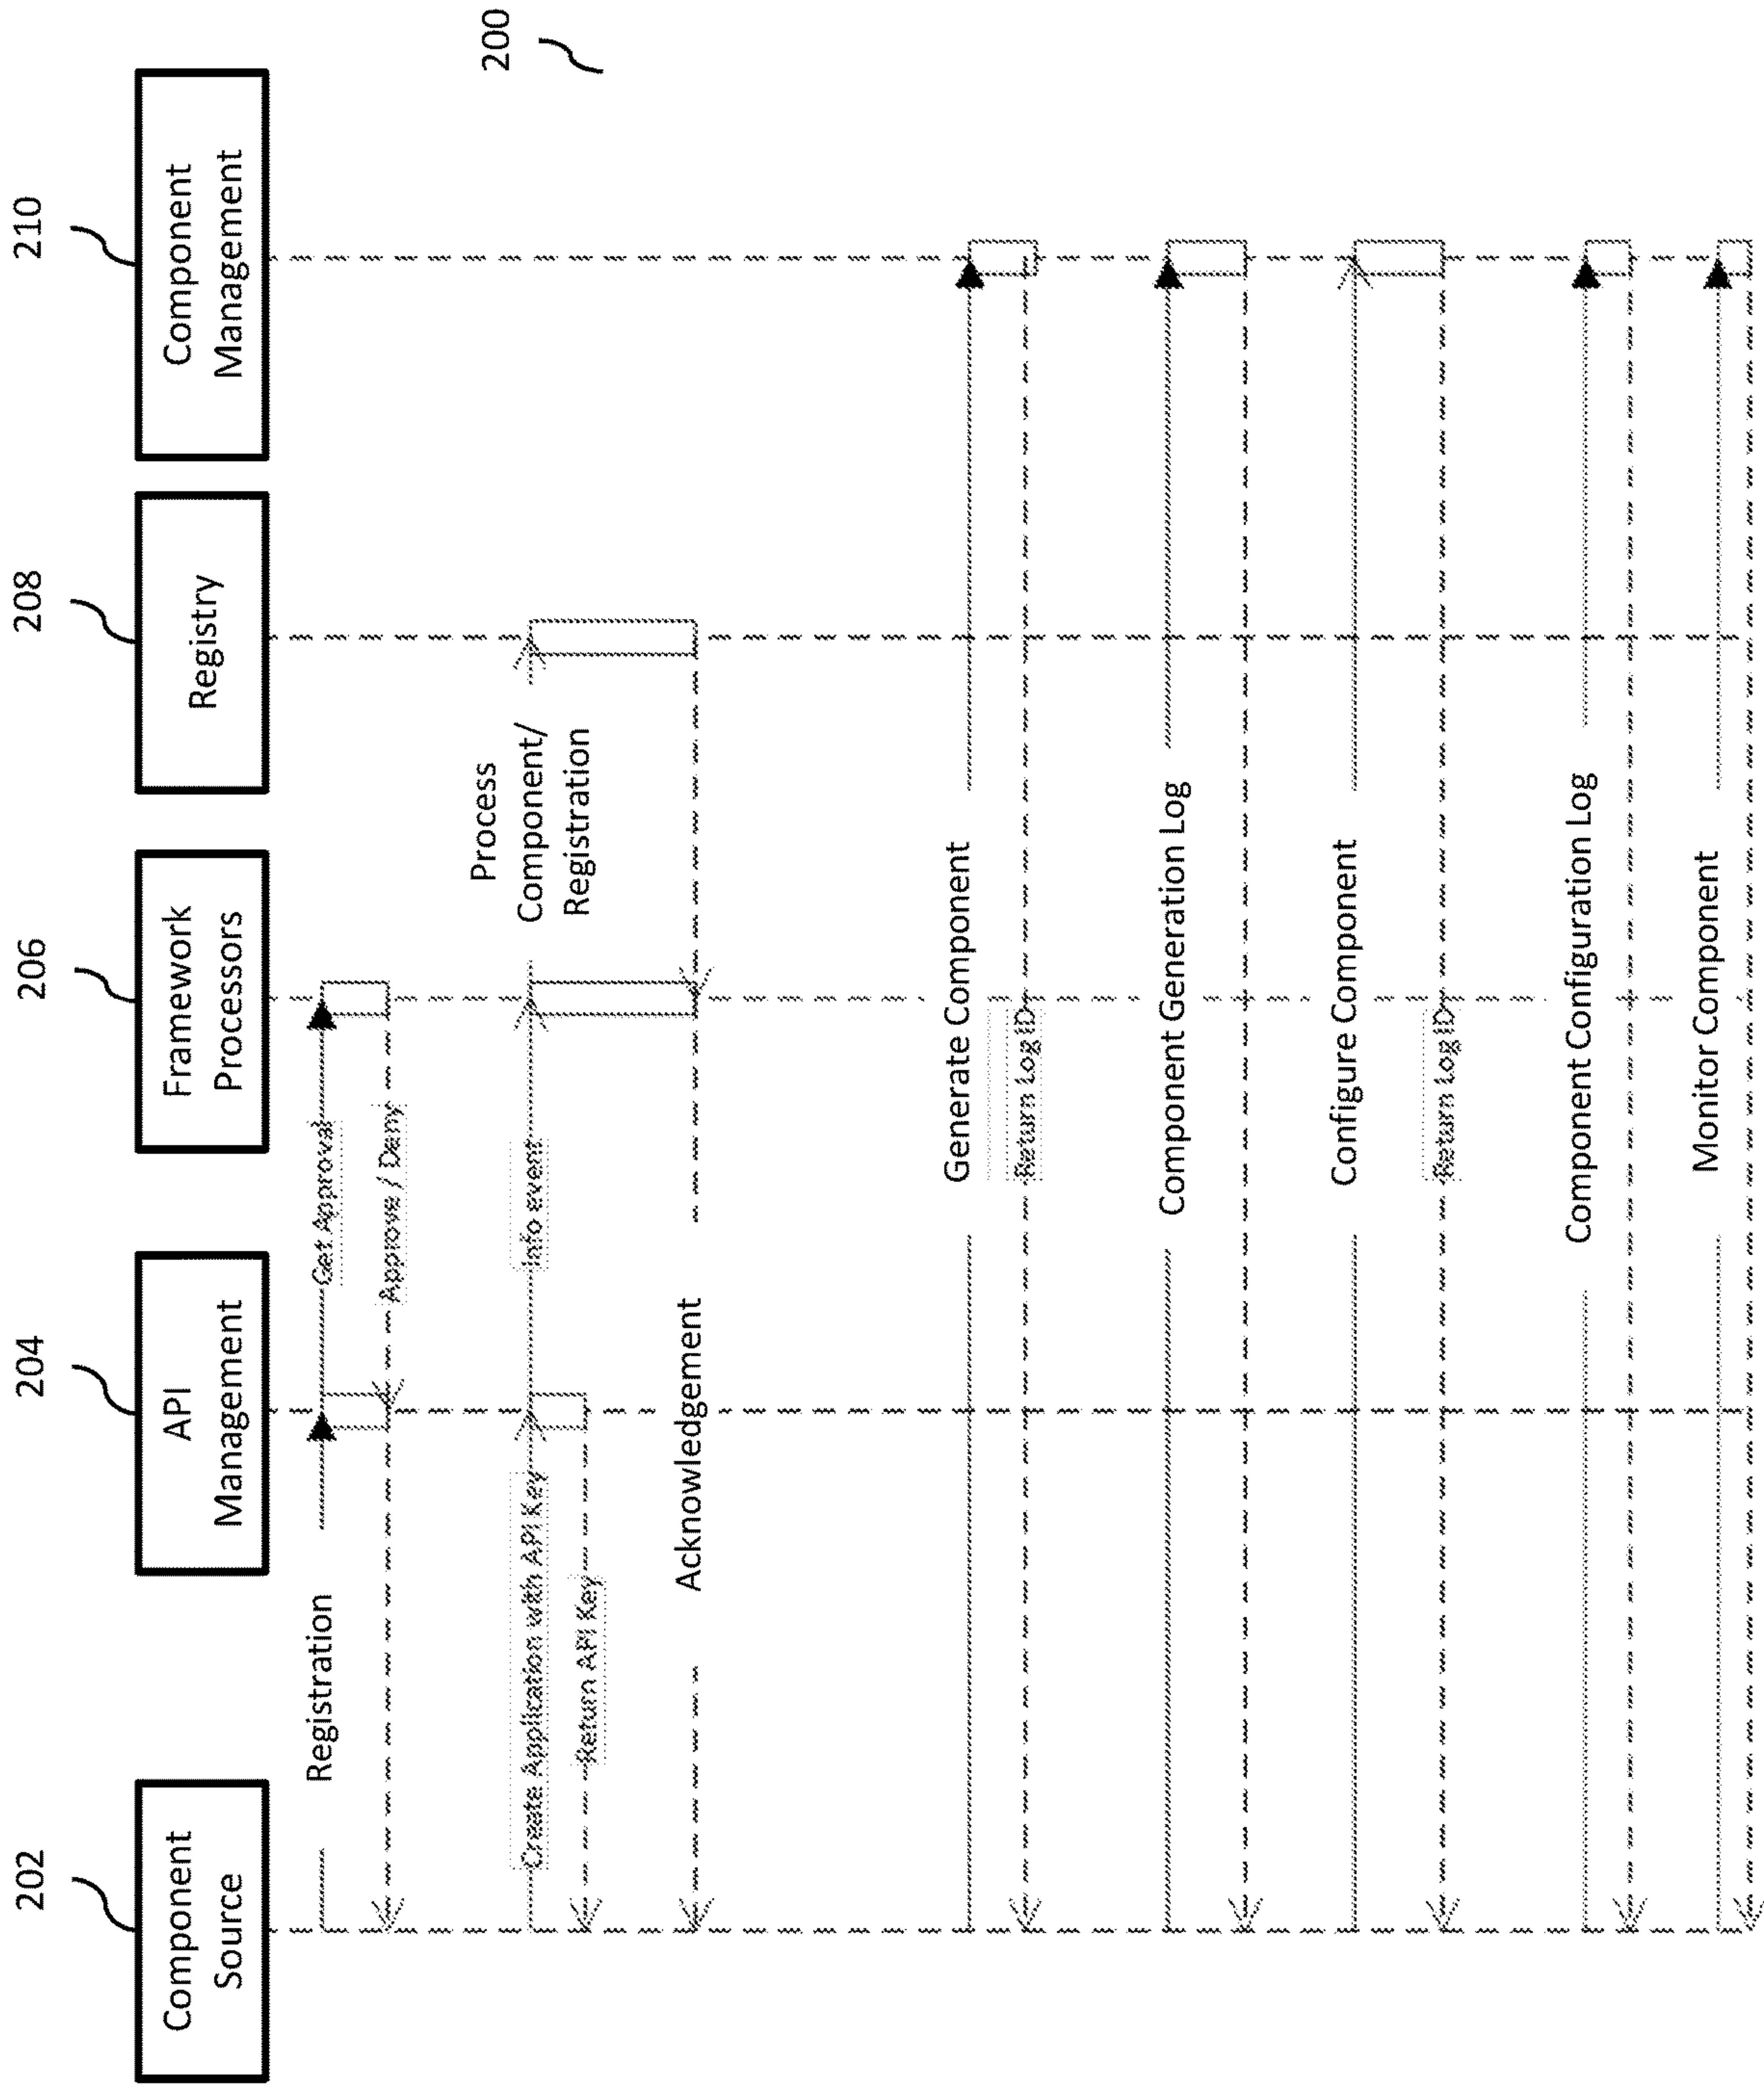 200
202
204
206
208
210
Component
Source
API
Management
Framework
Processors
Registry
Component
Management
Registration
Get Approval
Approve / Deny
Create Application with API Key
Info event
Process
Component/
Registration
Return API Key
Acknowledgement
Generate Component
Return Log ID
Component Generation Log
Configure Component
Return Log ID
Component Configuration Log
Monitor Component